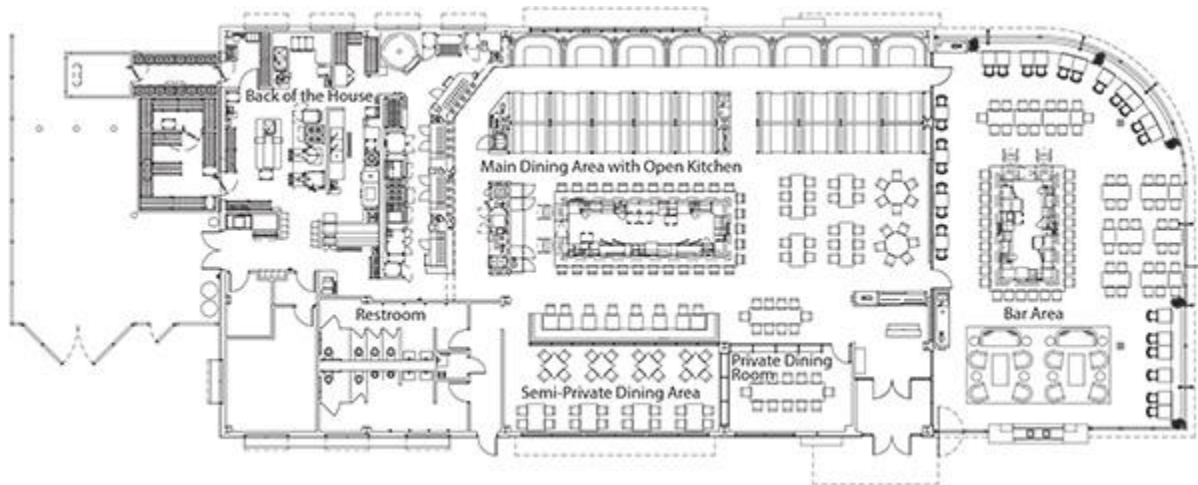 Back of the House
Main Dining Area with Open Kitchen
Restroom
Bar Area
Private Dining
Room
Semi-Private Dining Area